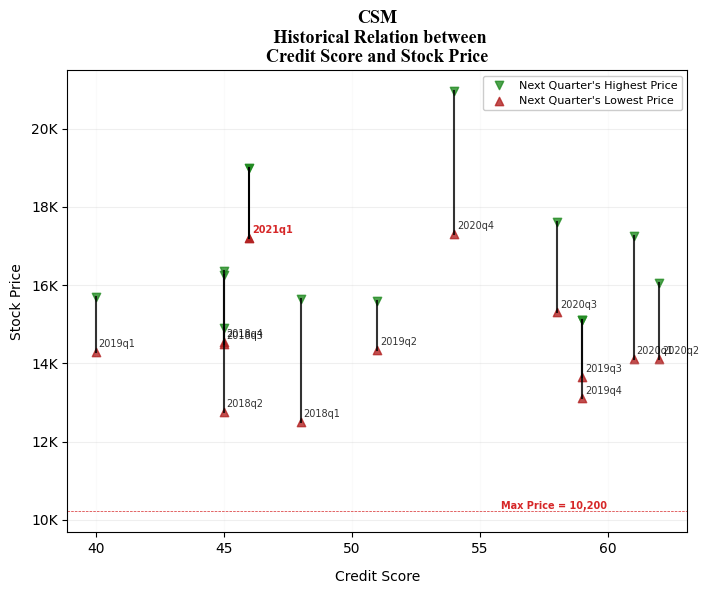 CSM
Historical Relation between
Credit Score and Stock Price
Next Quarter's Highest Price
Next Quarter's Lowest Price
Stock Price
20K
18K
16K
14K
12K
10K
2020q4
2021q1
2020q3
2018q4
2018q3
2019q1
2019q2
2020q1
2020q2
2019q3
2019q4
2018q2
2018q1
Max Price = 10,200
40
45
50
55
60
Credit Score